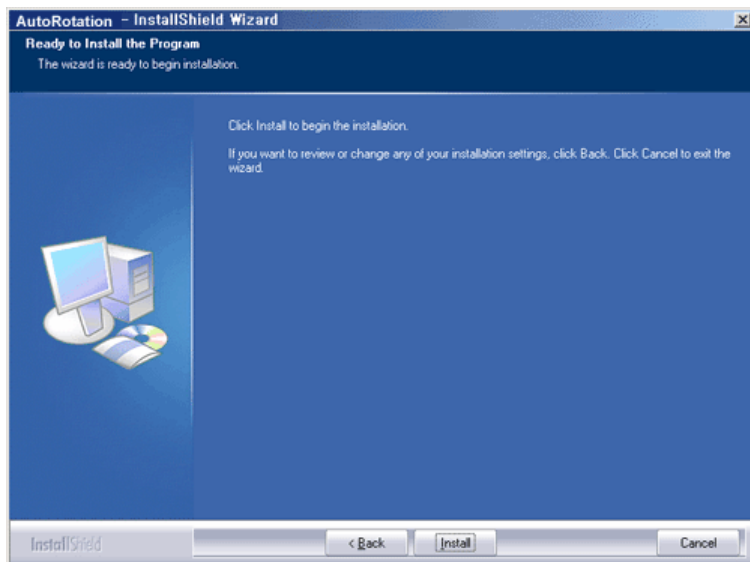 AutoRotation - InstallShield Wizard
Ready to Install the Program
The wizard is ready to begin installation.
Click Install to begin the installation.
If you want to review or change any of your installation settings, click Back. Click Cancel to exit the
wizard.
InstallShield
< Back
Install
Cancel